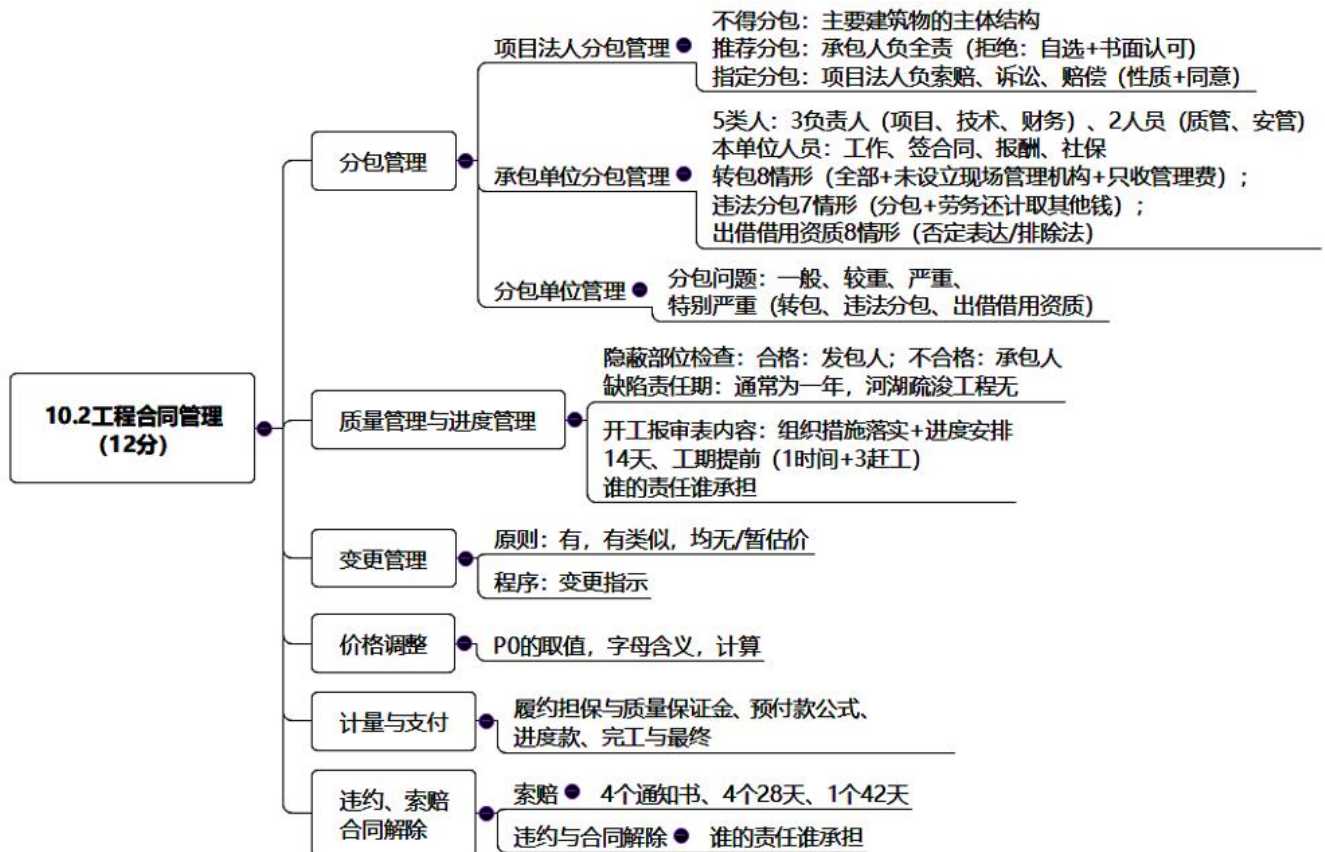 10.2工程合同管理
(12分)
分包管理
项目法人分包管理
不得分包：主要建筑物的主体结构
推荐分包：承包人负全责（拒绝：自选+书面认可）
指定分包：项目法人负索赔、诉讼、赔偿（性质+同意）
承包单位分包管理
5类人：3负责人（项目、技术、财务）、2人员（质管、安管）
本单位人员：工作、签合同、报酬、社保
转包8情形（全部+未设立现场管理机构+只收管理费）;
违法分包7情形（分包+劳务还计取其他钱）;
出借借用资质8情形（否定表达/排除法）
分包单位管理
分包问题：一般、较重、严重、
特别严重（转包、违法分包、出借借用资质）
质量管理与进度管理
隐蔽部位检查：合格：发包人；不合格：承包人
缺陷责任期：通常为一年，河湖疏浚工程无
开工报审表内容：组织措施落实+进度安排
14天、工期提前（1时间+3赶工）
谁的责任谁承担
变更管理
原则：有，有类似，均无/暂估价
程序：变更指示
价格调整
P0的取值，字母含义，计算
计量与支付
履约担保与质量保证金、预付款公式、
进度款、完工与最终
违约、索赔
合同解除
索赔
4个通知书、4个28天、1个42天
违约与合同解除
谁的责任谁承担